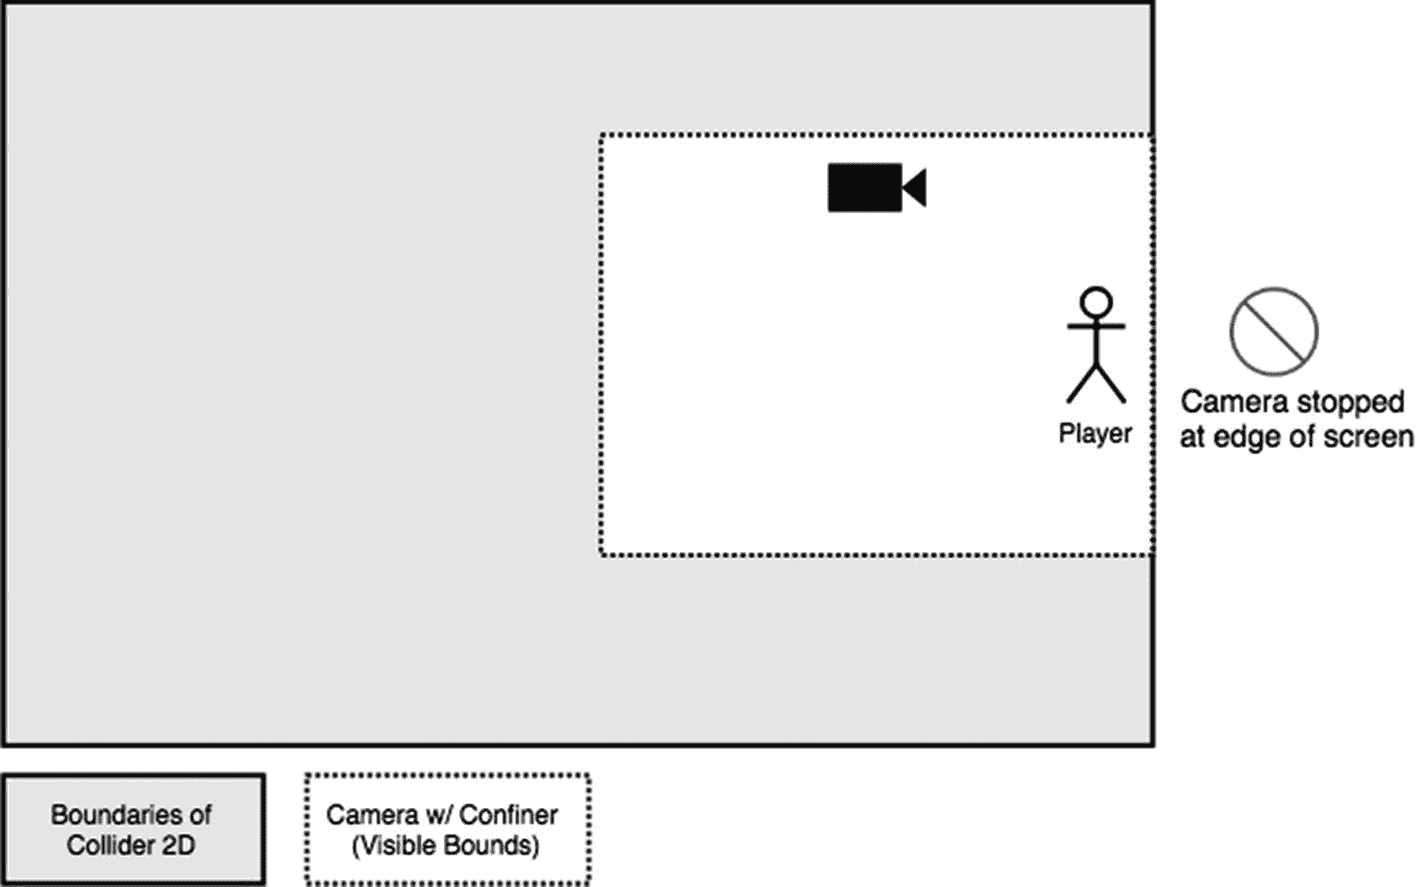 Camera stopped
at edge of screen
Player
Boundaries of
Collider 2D
Camera w/ Confiner
(Visible Bounds)